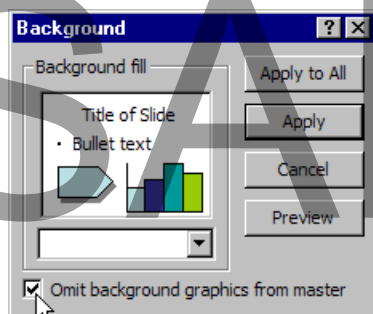 Background
Background fill
Apply to All
Title of Slide
Apply
• Bullet text
Cancel
Preview
Omit background graphics from master